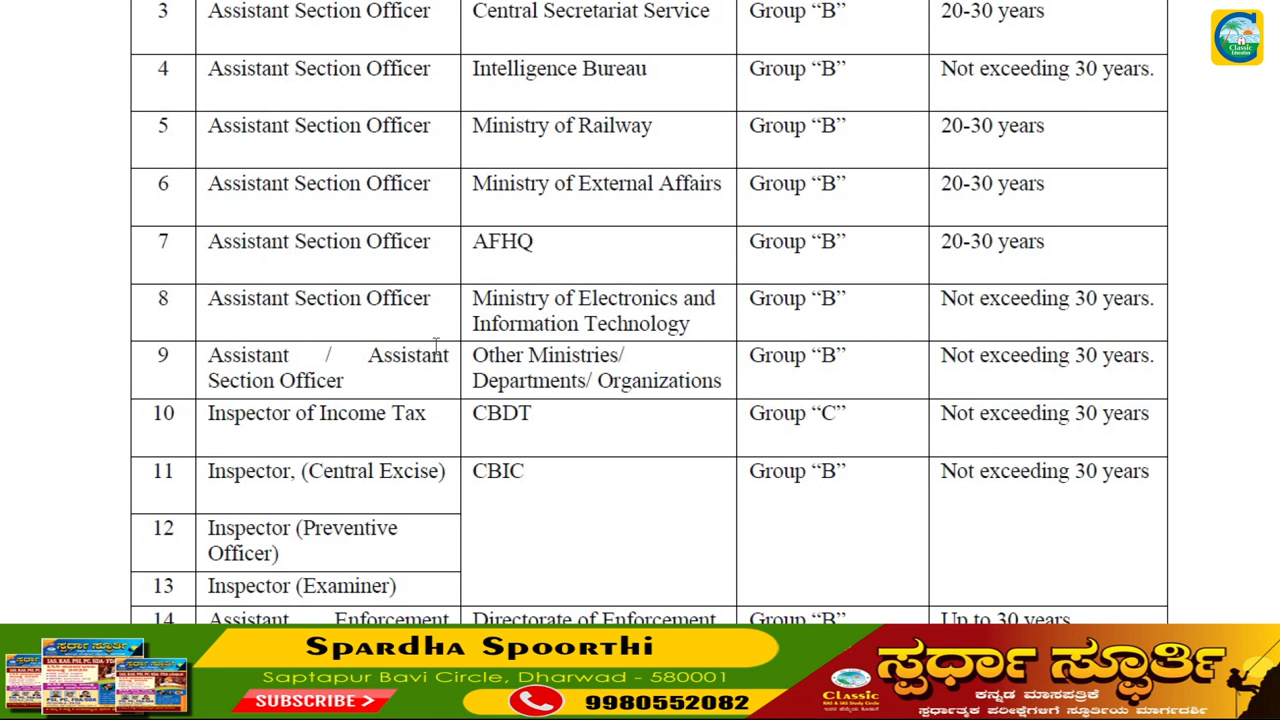 3 Assistant Section Officer Central Secretariat Service Group “B” 20-30 years
4 Assistant Section Officer Intelligence Bureau Group “B” Not exceeding 30 years.
5 Assistant Section Officer Ministry of Railway Group “B” 20-30 years
6 Assistant Section Officer Ministry of External Affairs Group “B” 20-30 years
7 Assistant Section Officer AFHQ Group “B” 20-30 years
8 Assistant Section Officer Ministry of Electronics and Group “B” Not exceeding 30 years.
Information Technology
9 Assistant / Assistant Other Ministries/ Group “B” Not exceeding 30 years.
Section Officer Departments/ Organizations
10 Inspector of Income Tax CBDT Group “C” Not exceeding 30 years
11 Inspector, (Central Excise) CBIC Group “B” Not exceeding 30 years
12 Inspector (Preventive
Officer)
13 Inspector (Examiner)
14 Assistant Enforcement Directorate of Enforcement Group “B” Up to 30 years
Classic
Education
Spardha Spoorthi
Saptapur Bavi Circle, Dharwad - 580001
SUBSCRIBE >
9980552082
ಸ್ಪರ್ಧಾ ಸ್ಫೂರ್ತಿ
Classic
KAS & IAS Study Circle
ಕನ್ನಡ ಮಾಸಪತ್ರಿಕೆ
ಸ್ಪರ್ಧಾತ್ಮಕ ಪರೀಕ್ಷೆಗಳಿಗೆ ಸ್ಫೂರ್ತಿಯ ಮಾರ್ಗದರ್ಶಿ